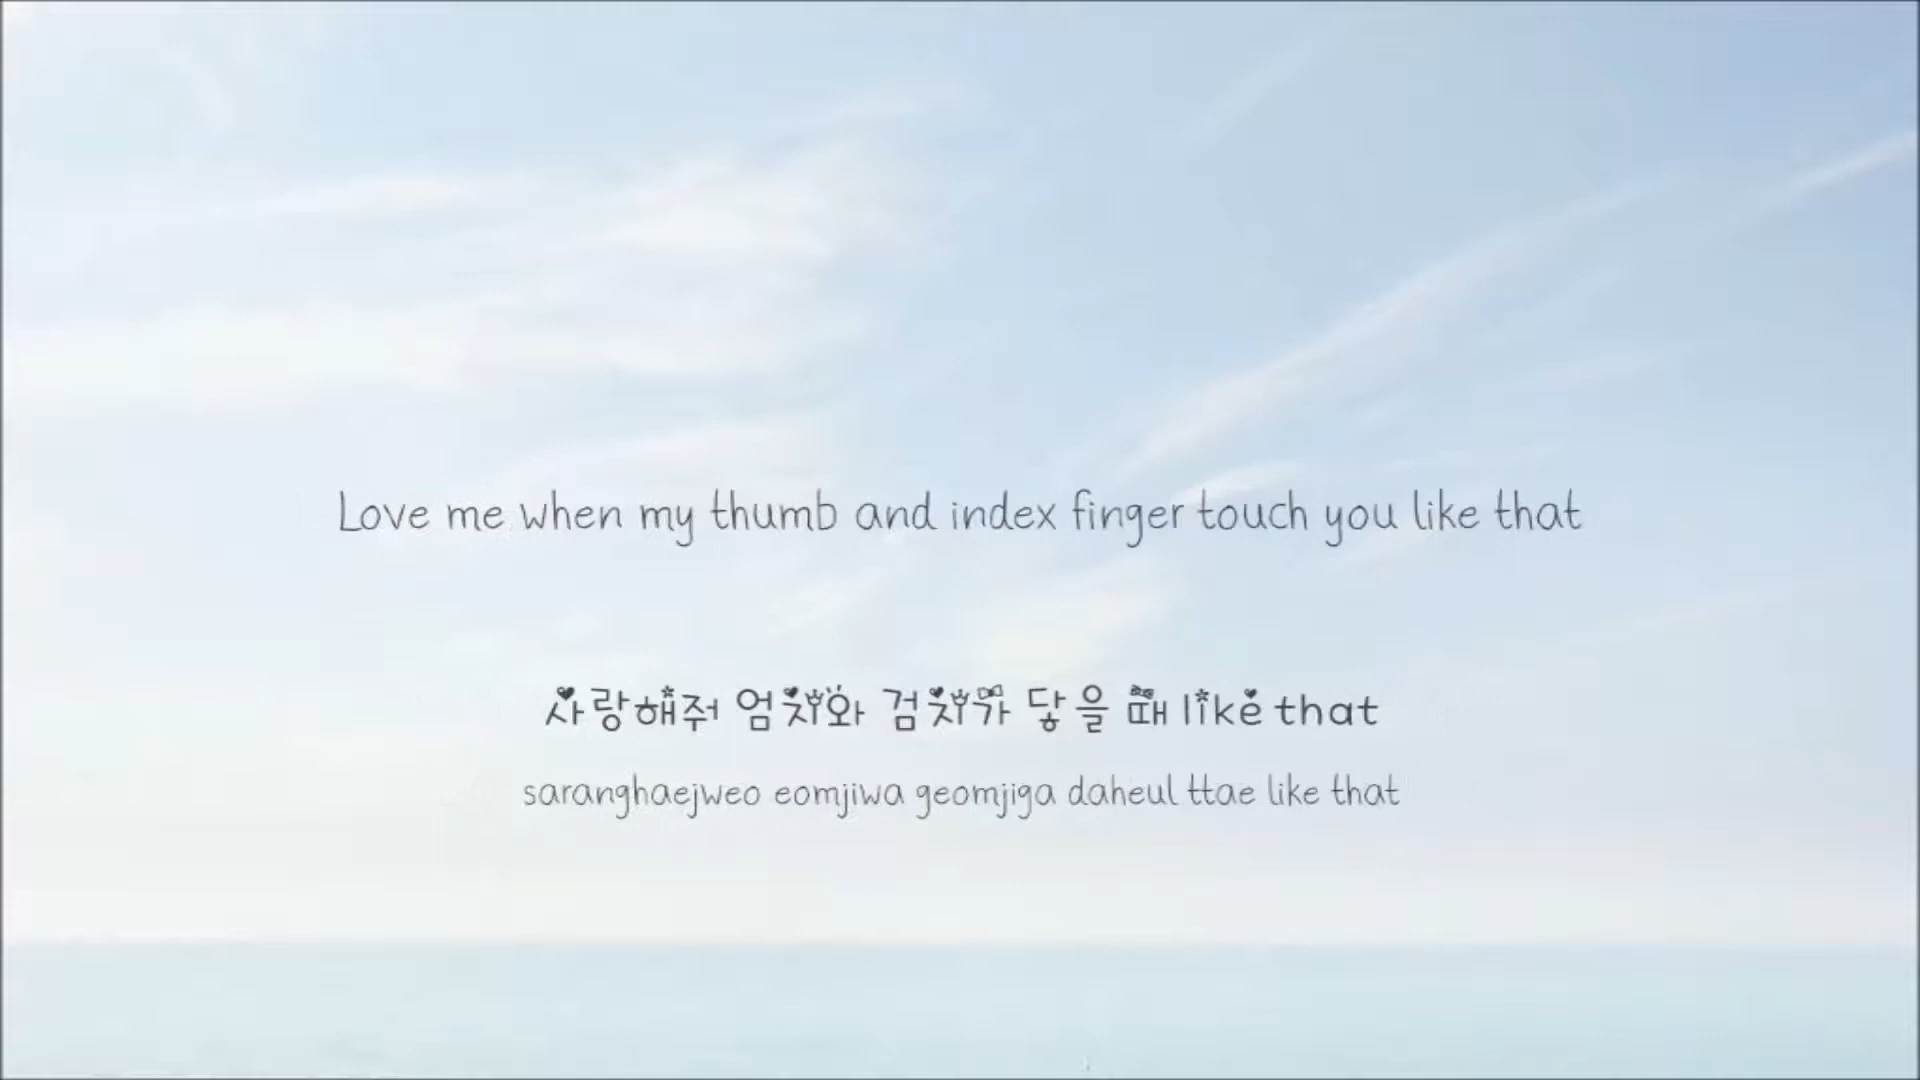 Love me when my thumb and index finger touch you like that
사랑해줘 엄지와 검지가 닿을 때 like that
saranghaejweo eomjiwa geomjiga daheul ttae like that